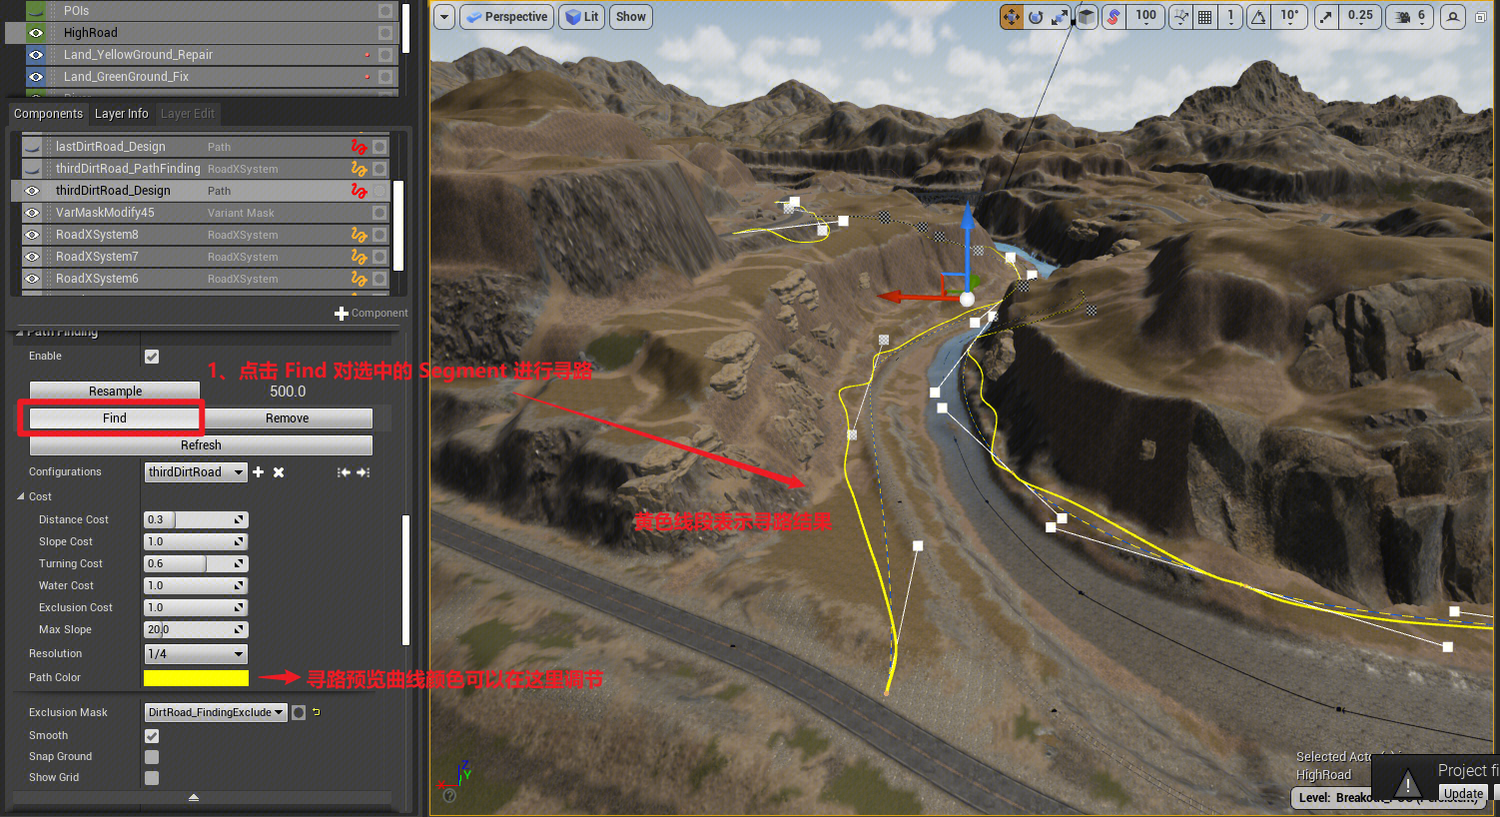 POIs
HighRoad
Land_YellowGround_Repair
Land_GreenGround_Fix
Components Layer Info Layer Edit
lastDirtRoad_Design Path
thirdDirtRoad_PathFinding RoadXSystem
thirdDirtRoad_Design Path
VarMaskModify45 Variant Mask
RoadXSystem8 RoadXSystem
RoadXSystem7 RoadXSystem
RoadXSystem6 RoadXSystem
Component
Path Finding
Enable
1、点击 Find 对选中的 Segment 进行寻路
Resample 500.0
Find Remove
Refresh
Configurations thirdDirtRoad
Cost
Distance Cost 0.3
Slope Cost 1.0
Turning Cost 0.6
Water Cost 1.0
Exclusion Cost 1.0
Max Slope 20.0
Resolution 1/4
Path Color
寻路预览曲线颜色可以在这里调节
Exclusion Mask DirtRoad_FindingExclude
Smooth
Snap Ground
Show Grid
Perspective Lit Show
100 1 10° 0.25 6
黄色线段表示寻路结果
X Z Y
Selected Acto
HighRoad
Level: Breakout
(Persistent)
Project fi
Update